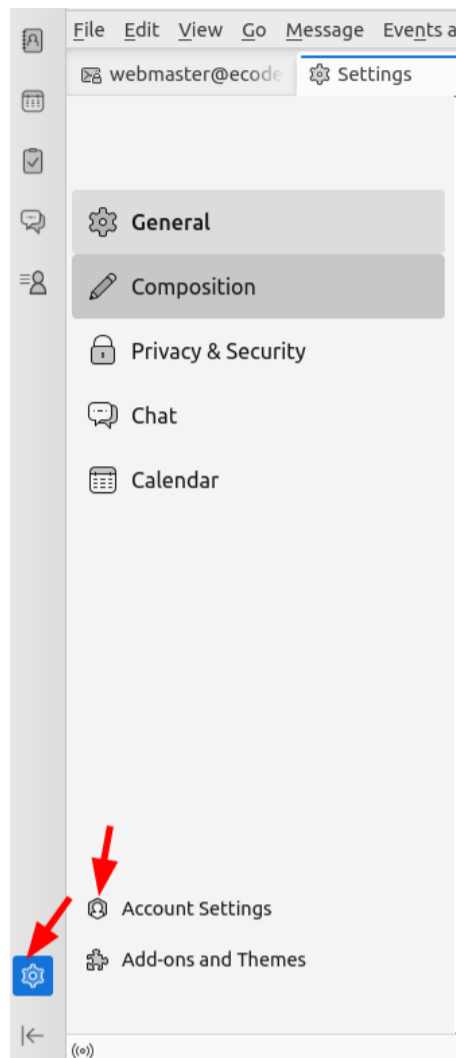 File Edit View Go Message Events a
webmaster@ecode Settings
General
Composition
Privacy & Security
Chat
Calendar
Account Settings
Add-ons and Themes